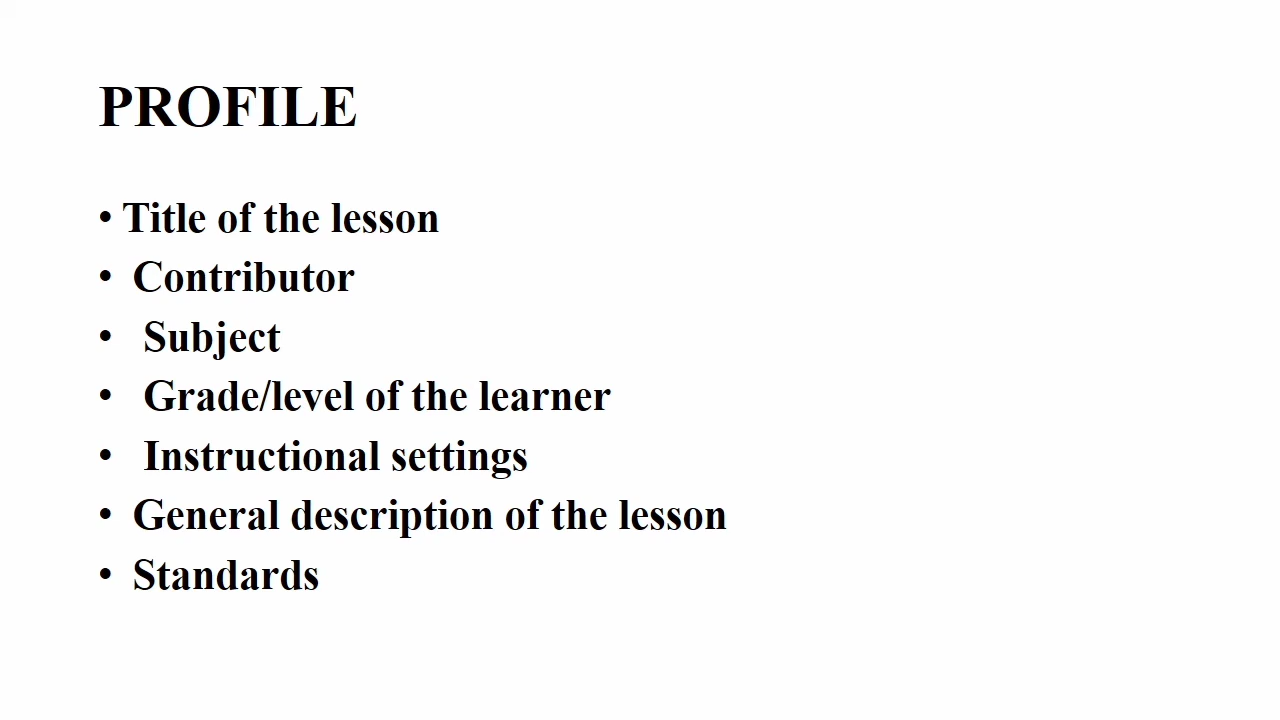 PROFILE
• Title of the lesson
• Contributor
• Subject
• Grade/level of the learner
• Instructional settings
• General description of the lesson
• Standards